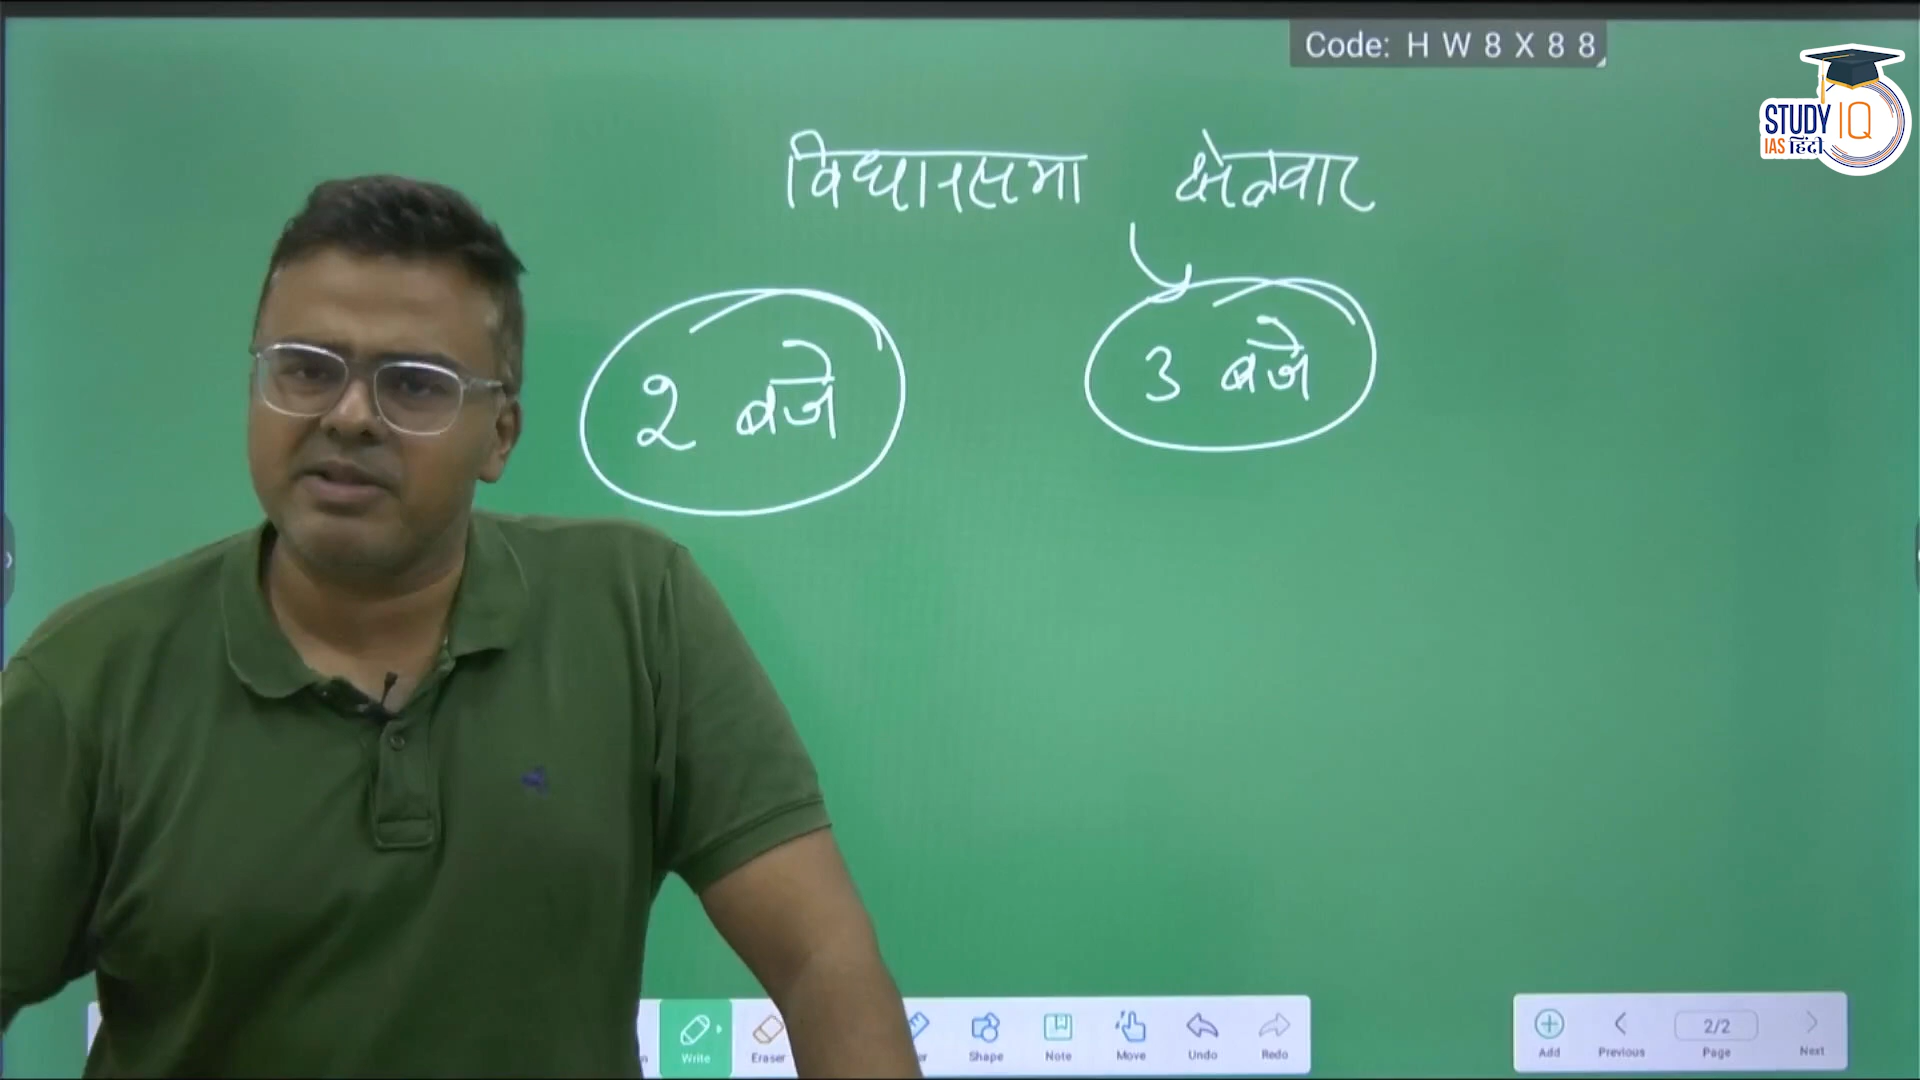 Code: H W 8 X 8 8
STUDY IQ
IAS हिंदी
विधानसभा क्षेत्रवार
2 बजे
3 बजे
Write
Eraser
Shape
Note
Move
Undo
Redo
Add
Previous
2/2
Page
Next